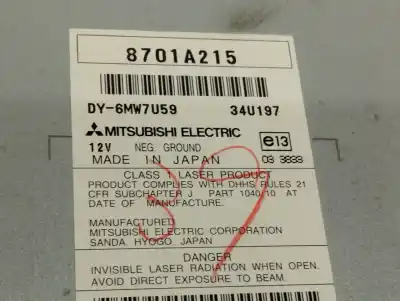 8701A215
DY-6MW7U59 34U197
MITSUBISHI ELECTRIC
12V NEG. GROUND e13
MADE IN JAPAN 03 3833
CLASS 1 LASER PRODUCT
PRODUCT COMPLIES WITH DHHS RULES 21
CFR SUBCHAPTER J PART 1040.10 AT
DATE OF MANUFACTURE.
MANUFACTURED
MITSUBISHI ELECTRIC CORPORATION
SANDA. HYOGO, JAPAN
DANGER
INVISIBLE LASER RADIATION WHEN OPEN.
AVOID DIRECT EXPOSURE TO BEAM.